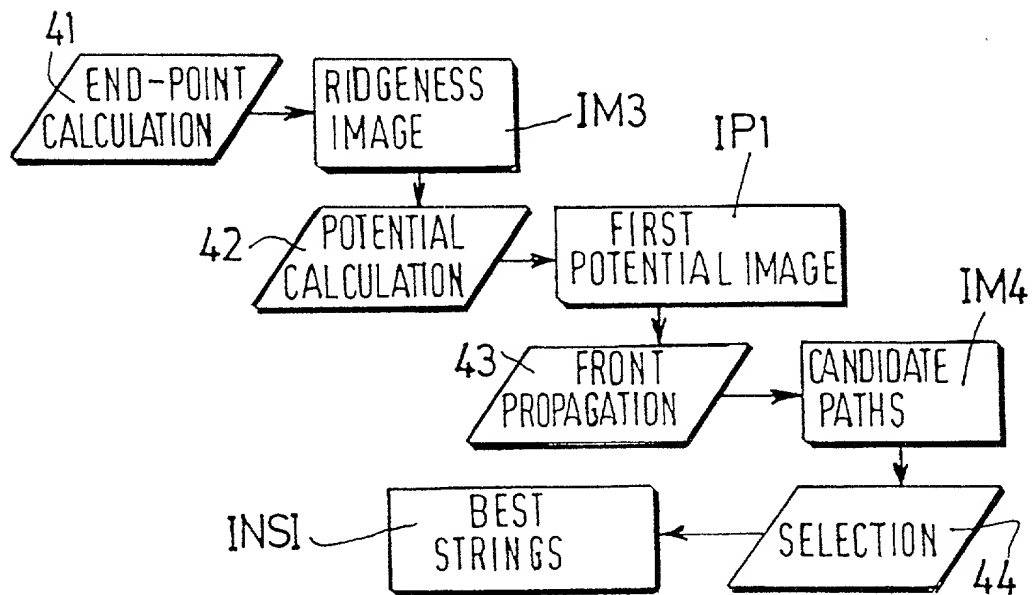 41
END-POINT
CALCULATION
RIDGENESS
IMAGE
IM3
IP1
42
POTENTIAL
CALCULATION
FIRST
POTENTIAL IMAGE
IM4
43
FRONT
PROPAGATION
CANDIDATE
PATHS
INSI
BEST
STRINGS
SELECTION
44